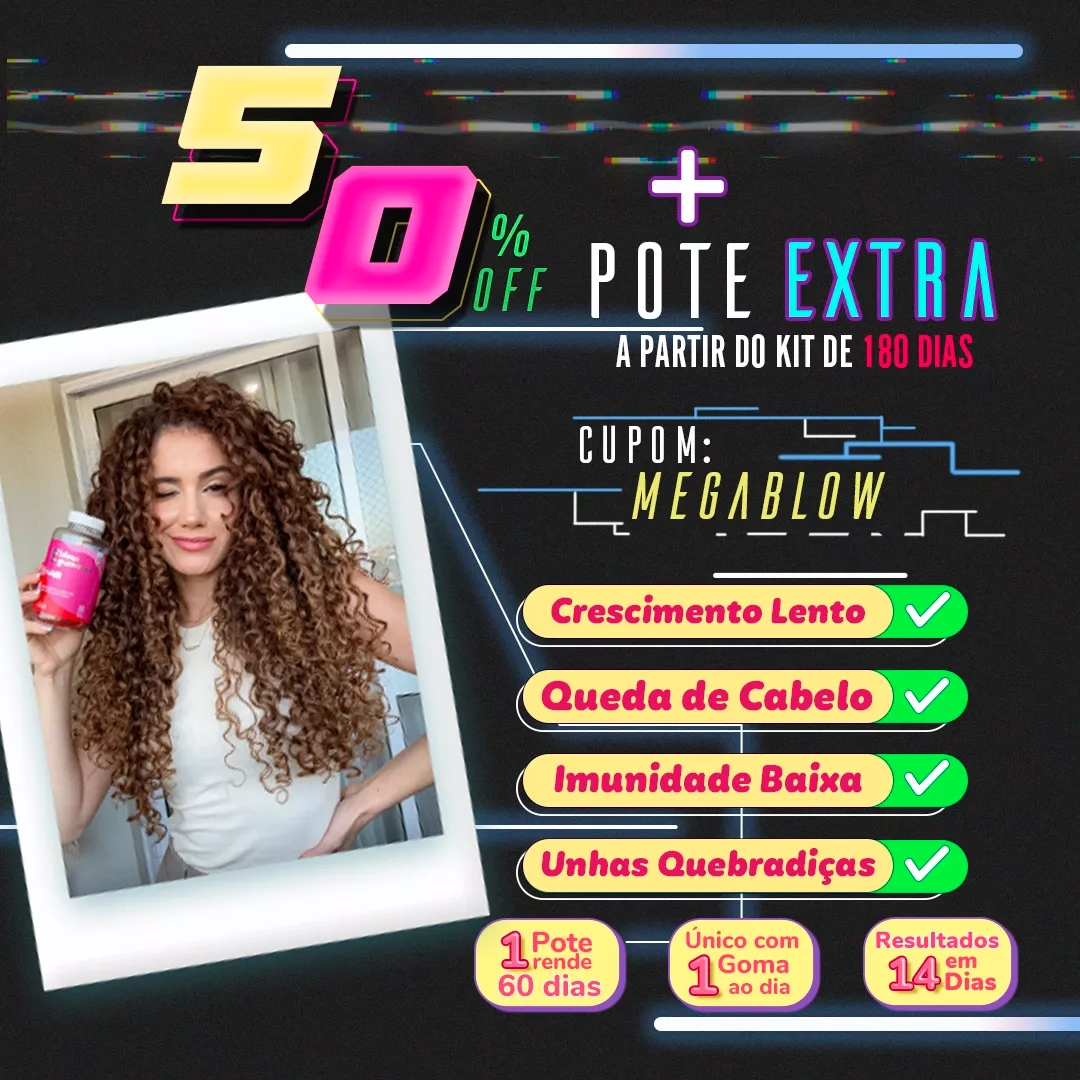 50
%
OFF
+
POTE EXTRA
A PARTIR DO KIT DE 180 DIAS
CUPOM:
MEGABLOW
Crescimento Lento
Queda de Cabelo
Imunidade Baixa
Unhas Quebradiças
1 Pote
rende
60 dias
Único com
1 Goma
ao dia
Resultados
14 em
Dias